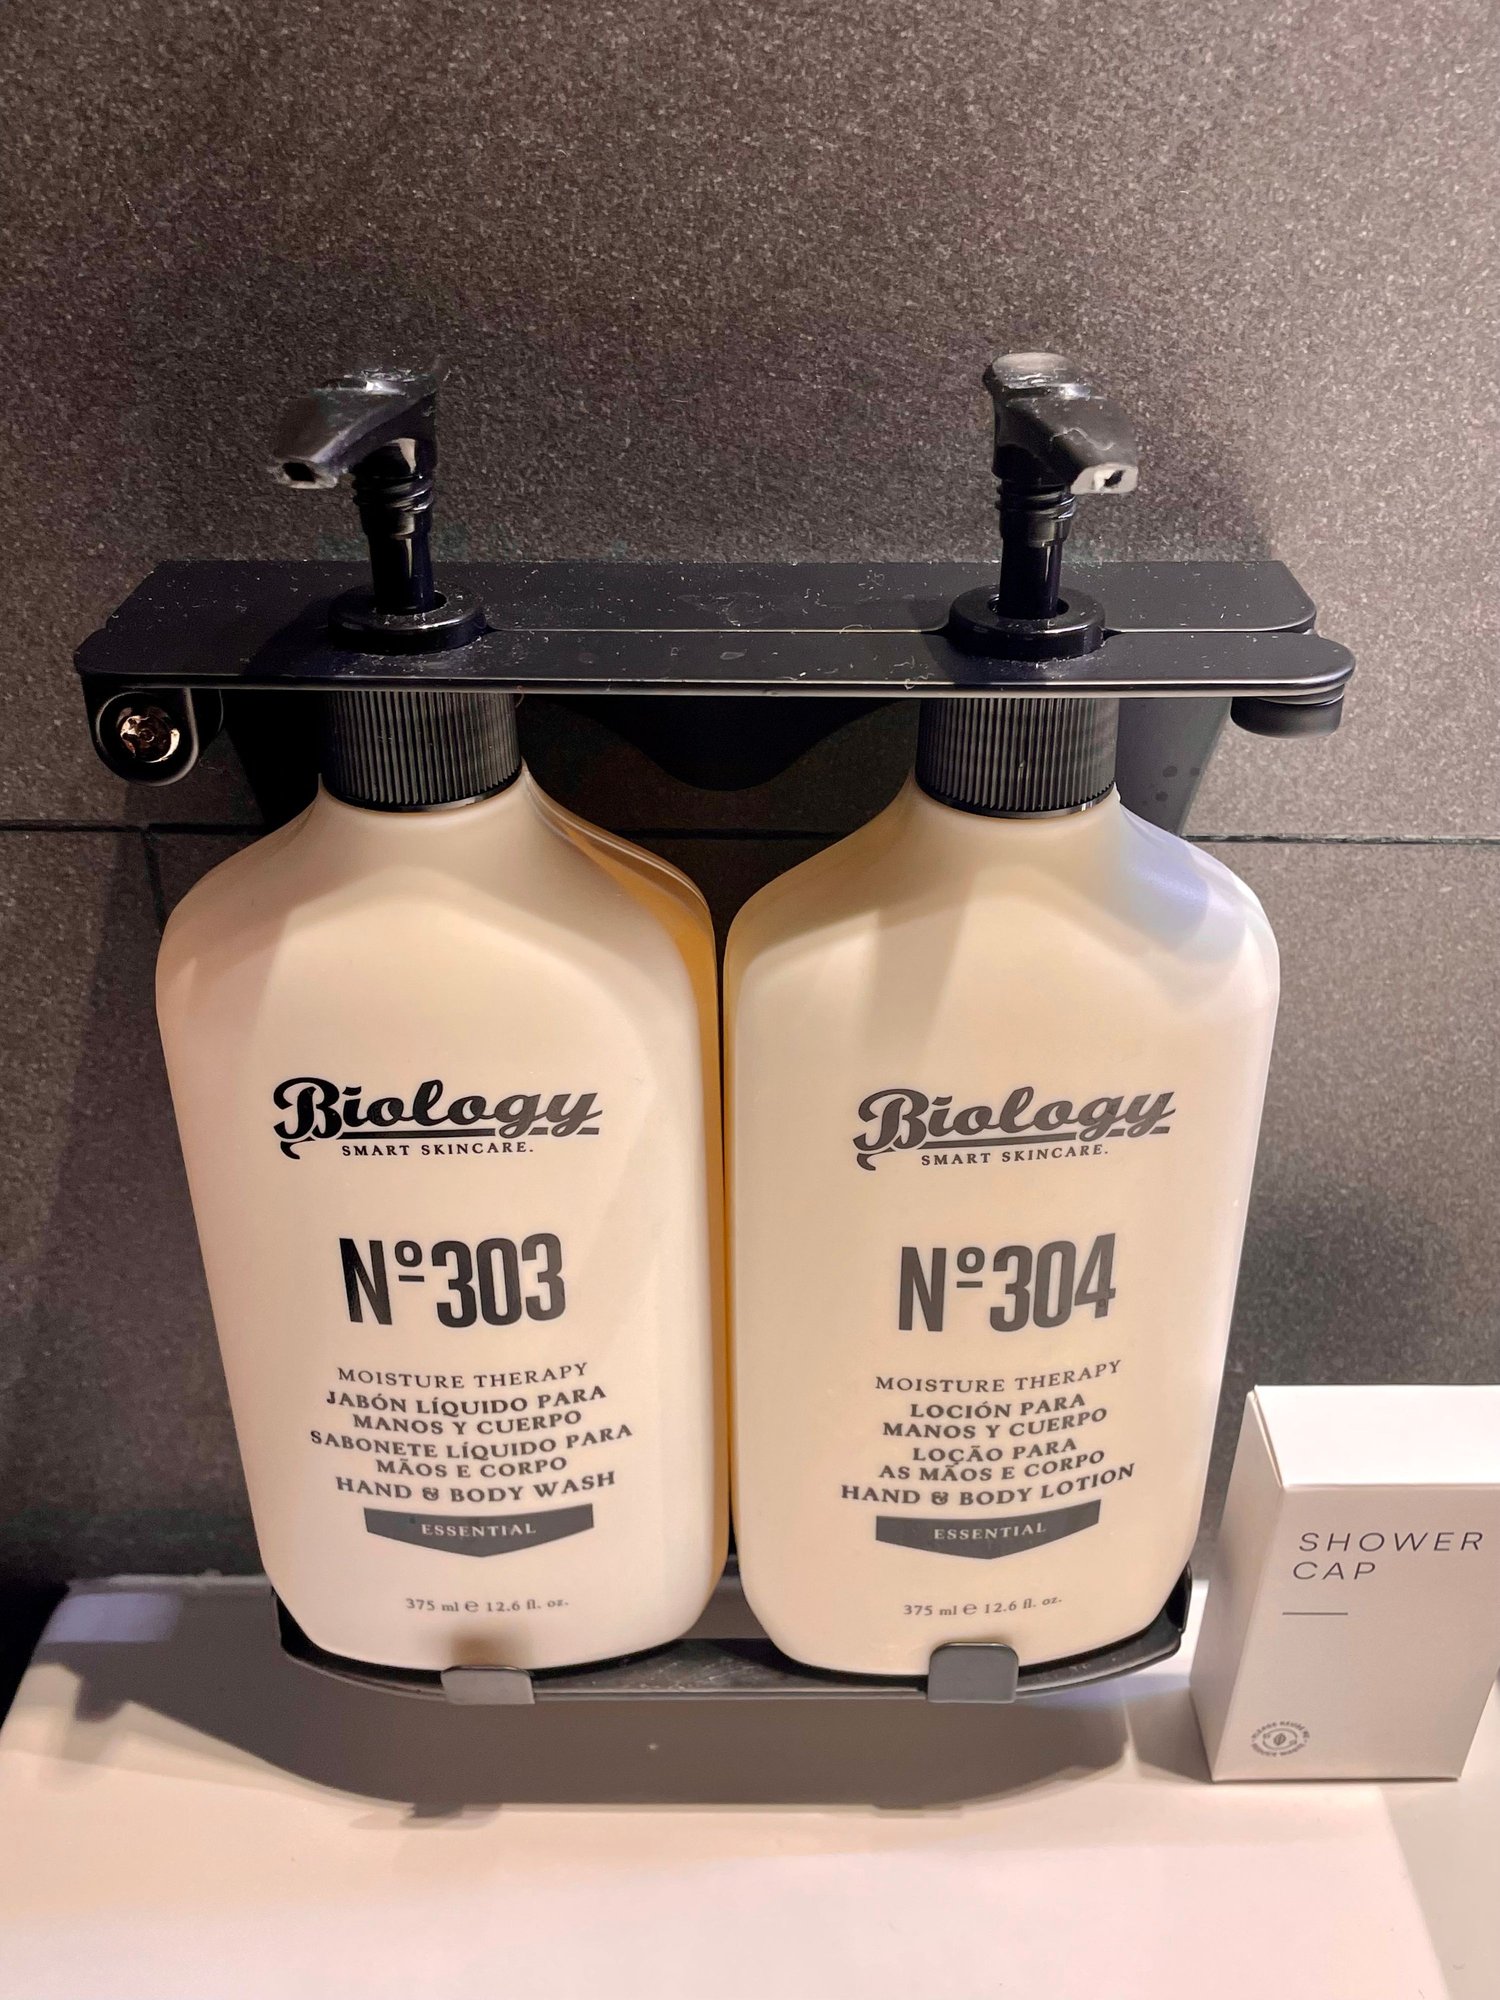 Biology
SMART SKINCARE.
Nº303
MOISTURE THERAPY
JABÓN LÍQUIDO PARA
MANOS Y CUERPO
SABONETE LÍQUIDO PARA
MÃOS E CORPO
HAND & BODY WASH
ESSENTIAL
375 ml ℮ 12.6 fl. oz.
Biology
SMART SKINCARE.
Nº304
MOISTURE THERAPY
LOCIÓN PARA
MANOS Y CUERPO
LOÇÃO PARA
AS MÃOS E CORPO
HAND & BODY LOTION
ESSENTIAL
375 ml ℮ 12.6 fl. oz.
SHOWER
CAP